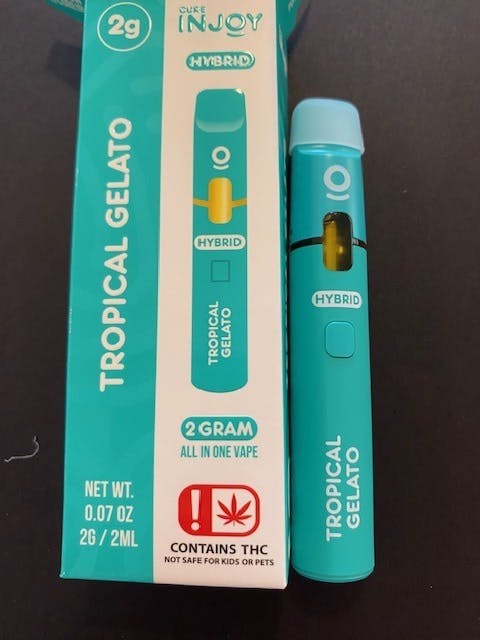 2g
TROPICAL GELATO
NET WT.
0.07 OZ
2G / 2ML
CURE
INJOY
HYBRID
HYBRID
TROPICAL
GELATO
2 GRAM
ALL IN ONE VAPE
!
CONTAINS THC
NOT SAFE FOR KIDS OR PETS
HYBRID
TROPICAL
GELATO